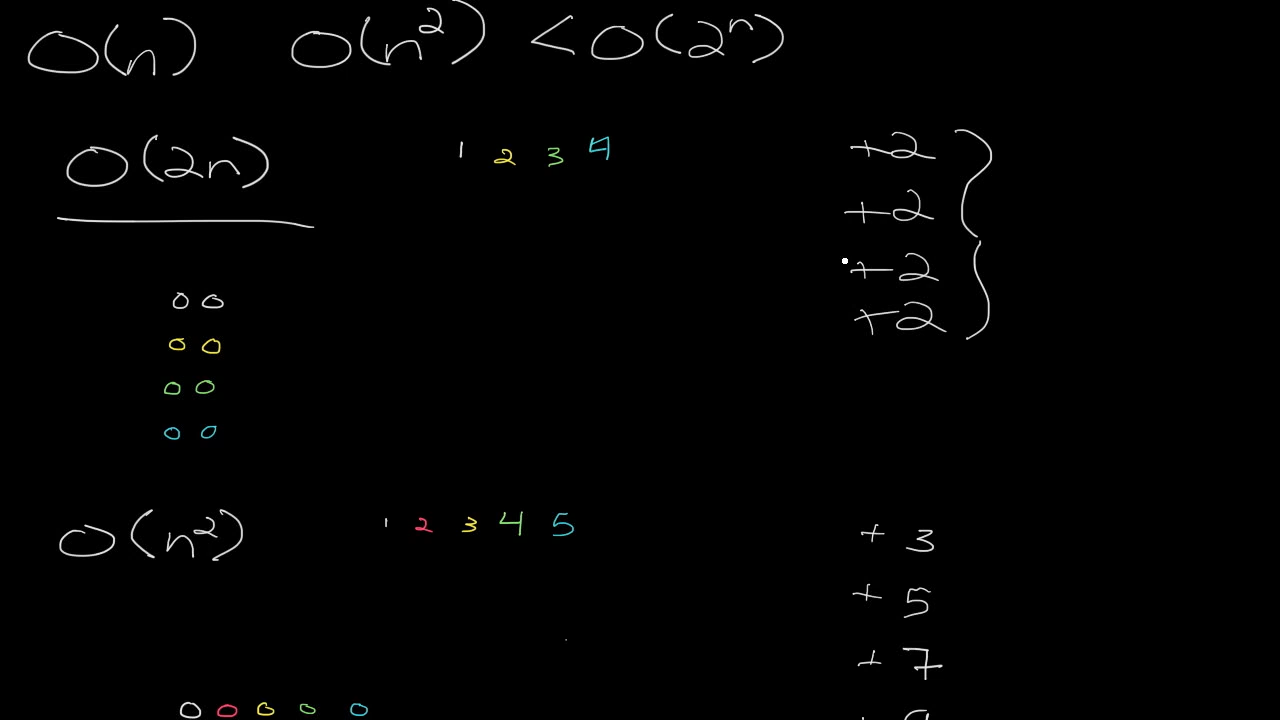 O(n) O(n²) < O(2ⁿ)
O(2n) 1 2 3 4
+2
+2
+2
+2
O(n²) 1 2 3 4 5
+ 3
+ 5
+ 7
+